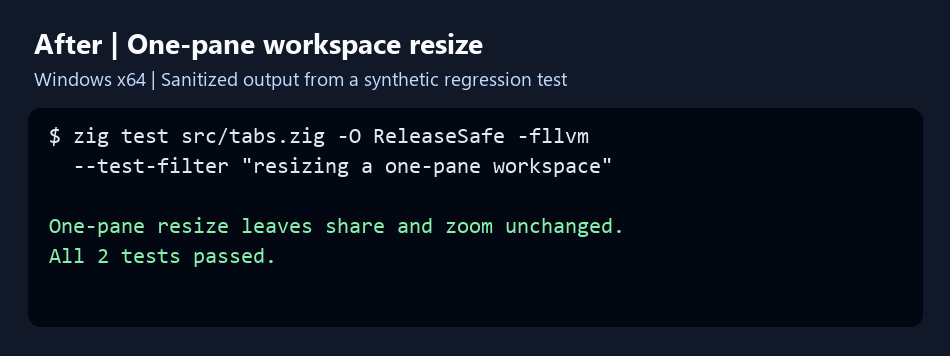 After | One-pane workspace resize
Windows x64 | Sanitized output from a synthetic regression test
$ zig test src/tabs.zig -O ReleaseSafe -fllvm
--test-filter "resizing a one-pane workspace"
One-pane resize leaves share and zoom unchanged.
All 2 tests passed.